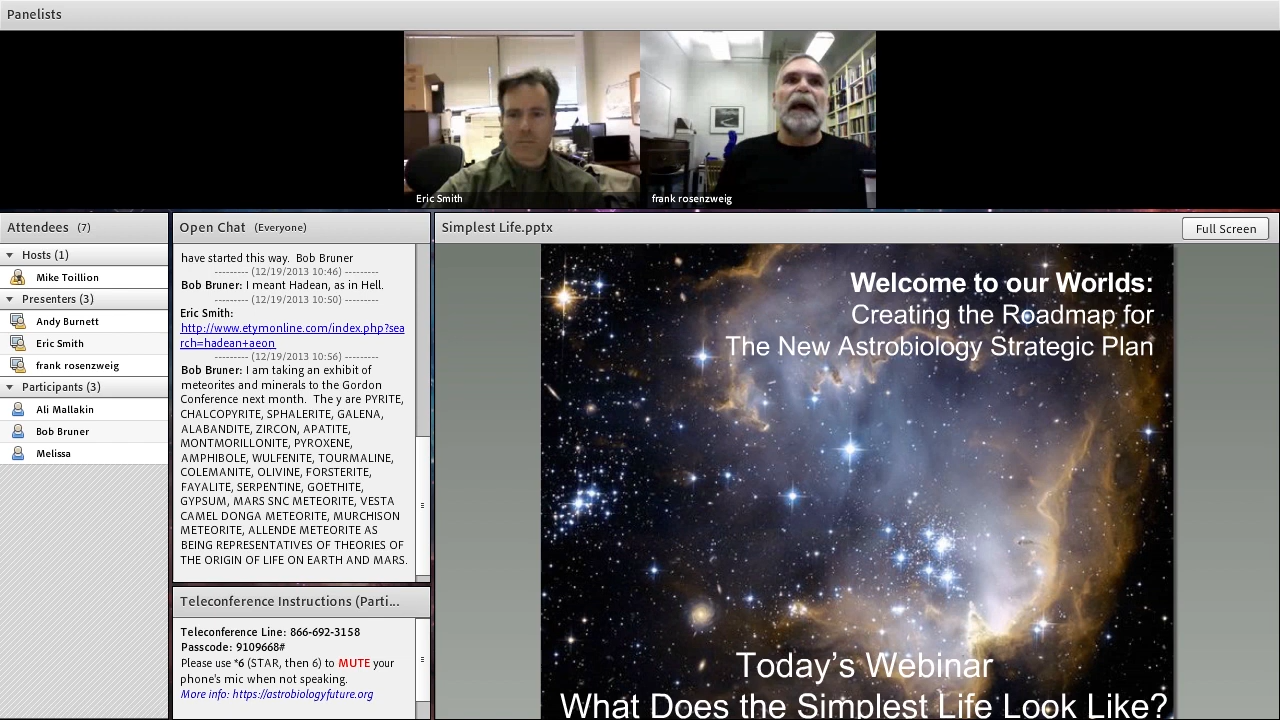 Panelists
Eric Smith
frank rosenzweig
Attendees (7)
Hosts (1)
Mike Toillion
Presenters (3)
Andy Burnett
Eric Smith
frank rosenzweig
Participants (3)
Ali Mallakin
Bob Bruner
Melissa
Open Chat (Everyone)
have started this way. Bob Bruner
--------- (12/19/2013 10:46) ---------
Bob Bruner: I meant Hadean, as in Hell.
--------- (12/19/2013 10:50) ---------
Eric Smith:
http://www.etymonline.com/index.php?sea
rch=hadean+aeon
--------- (12/19/2013 10:56) ---------
Bob Bruner: I am taking an exhibit of
meteorites and minerals to the Gordon
Conference next month. The y are PYRITE,
CHALCOPYRITE, SPHALERITE, GALENA,
ALABANDITE, ZIRCON, APATITE,
MONTMORILLONITE, PYROXENE,
AMPHIBOLE, WULFENITE, TOURMALINE,
COLEMANITE, OLIVINE, FORSTERITE,
FAYALITE, SERPENTINE, GOETHITE,
GYPSUM, MARS SNC METEORITE, VESTA
CAMEL DONGA METEORITE, MURCHISON
METEORITE, ALLENDE METEORITE AS
BEING REPRESENTATIVES OF THEORIES OF
THE ORIGIN OF LIFE ON EARTH AND MARS.
Teleconference Instructions (Parti...
Teleconference Line: 866-692-3158
Passcode: 9109668#
Please use *6 (STAR, then 6) to MUTE your
phone's mic when not speaking.
More info: https://astrobiologyfuture.org
Simplest Life.pptx
Full Screen
Welcome to our Worlds:
Creating the Roadmap for
The New Astrobiology Strategic Plan
Today's Webinar
What Does the Simplest Life Look Like?